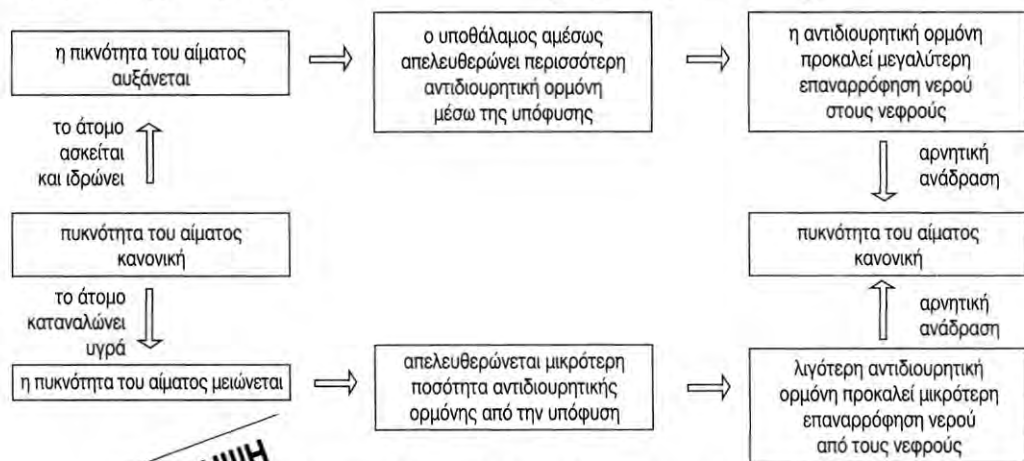 η πικνότητα του αίματος
αυξάνεται
ο υποθάλαμος αμέσως
απελευθερώνει περισσότερη
αντιδιουρητική ορμόνη
μέσω της υπόφυσης
η αντιδιουρητική ορμόνη
προκαλεί μεγαλύτερη
επαναρρόφηση νερού
στους νεφρούς
το άτομο
ασκείται
και ιδρώνει
αρνητική
ανάδραση
πυκνότητα του αίματος
κανονική
πυκνότητα του αίματος
κανονική
το άτομο
καταναλώνει
υγρά
αρνητική
ανάδραση
η πυκνότητα του αίματος μειώνεται
απελευθερώνεται μικρότερη
ποσότητα αντιδιουρητικής
ορμόνης από την υπόφυση
λιγότερη αντιδιουρητική
ορμόνη προκαλεί μικρότερη
επαναρρόφηση νερού
από τους νεφρούς